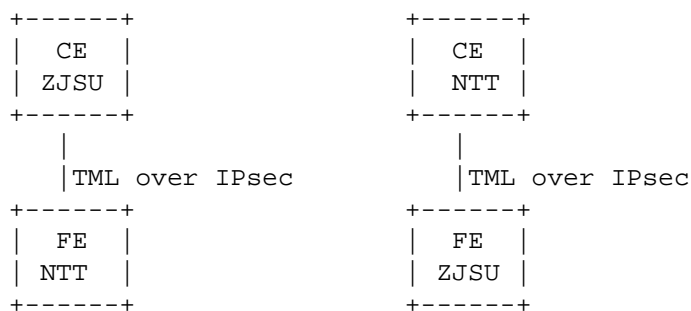 +------+                    +------+
|  CE  |                    |  CE  |
| ZJSU |                    |  NTT |
+------+                    +------+
   |                           |
   |TML over IPsec             |TML over IPsec
+------+                    +------+
|  FE  |                    |  FE  |
| NTT  |                    | ZJSU |
+------+                    +------+